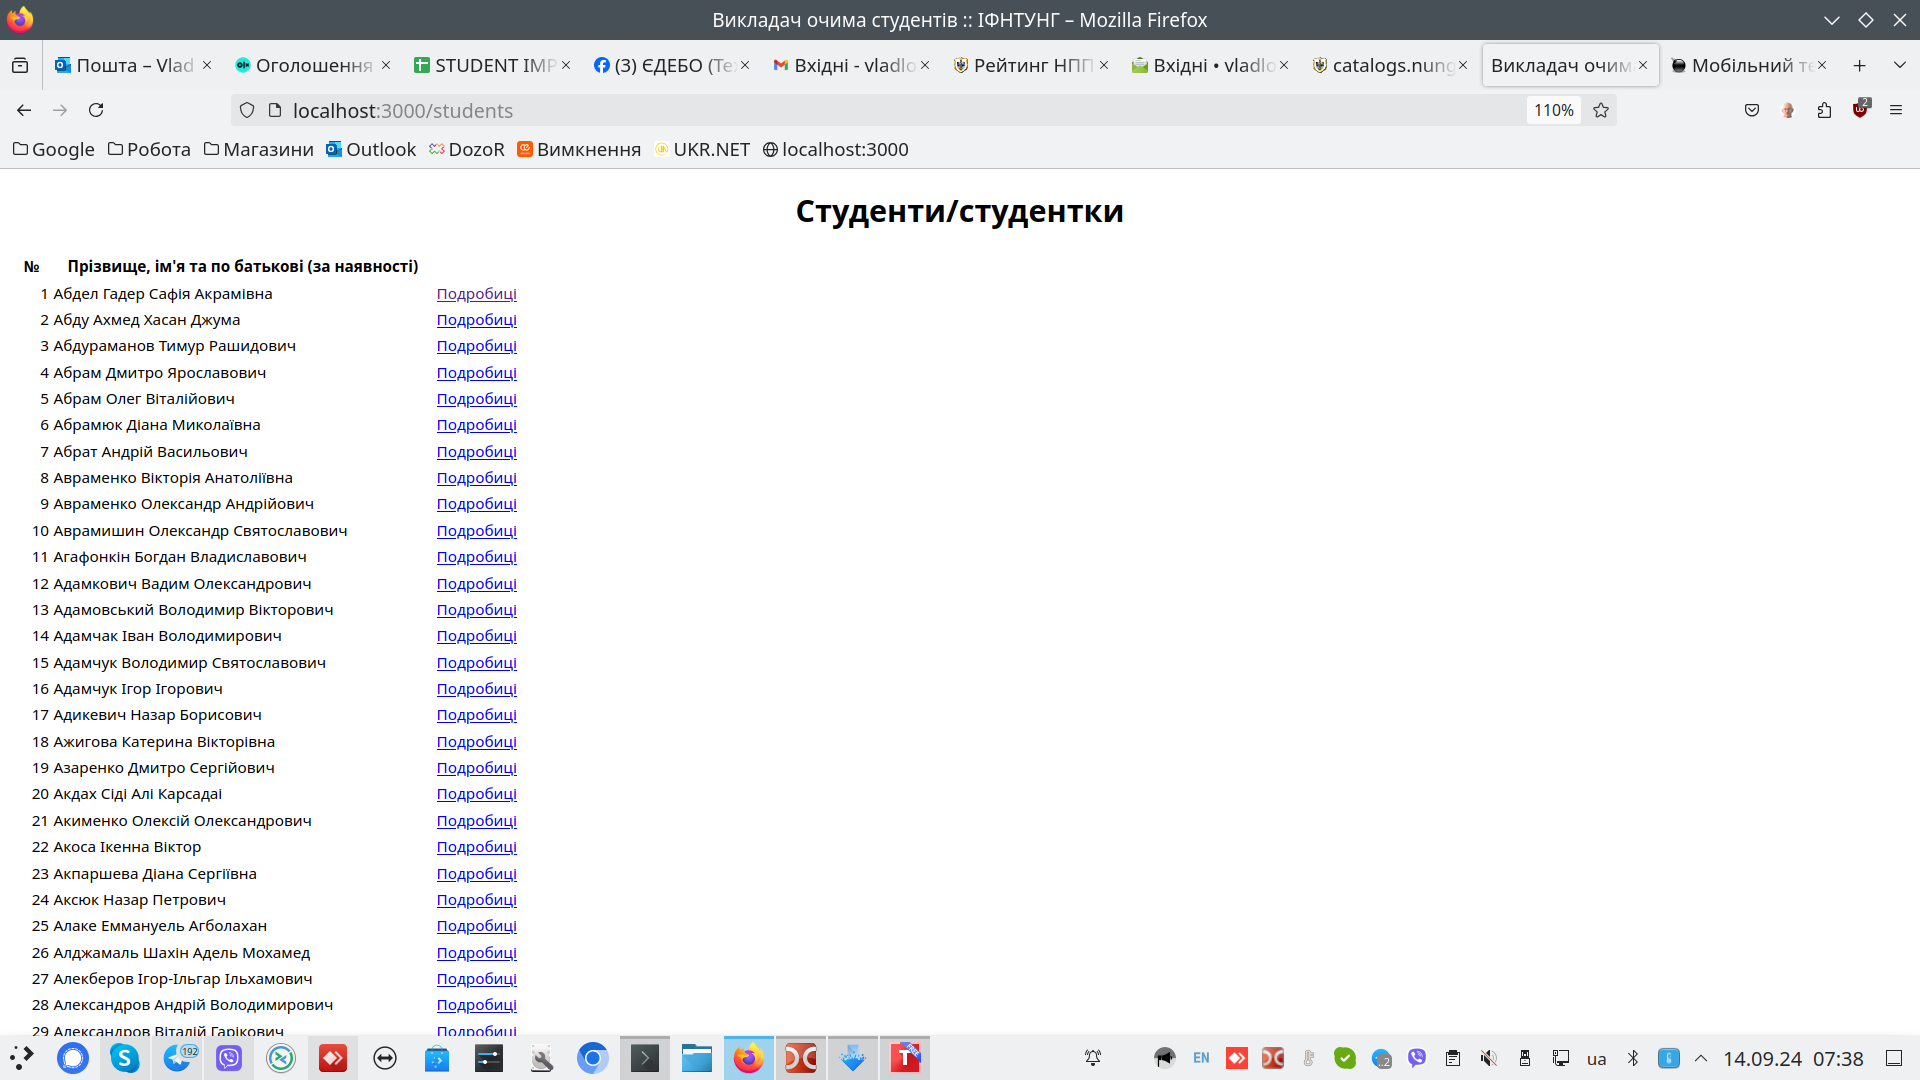 Викладач очима студентів :: ІФНТУНГ – Mozilla Firefox
Пошта – Vlad
Оголошення
STUDENT IMP
(3) ЄДЕБО (Те
Вхідні - vladlo
Рейтинг НПП
Вхідні • vladlo
catalogs.nung
Викладач очим
Мобільний те
localhost:3000/students
110%
2
Google Робота Магазини Outlook DozoR Вимкнення UKR.NET localhost:3000
Студенти/студентки
№ Прізвище, ім'я та по батькові (за наявності)
1 Абдел Гадер Сафія Акрамівна Подробиці
2 Абду Ахмед Хасан Джума Подробиці
3 Абдураманов Тимур Рашидович Подробиці
4 Абрам Дмитро Ярославович Подробиці
5 Абрам Олег Віталійович Подробиці
6 Абрамюк Діана Миколаївна Подробиці
7 Абрат Андрій Васильович Подробиці
8 Авраменко Вікторія Анатоліївна Подробиці
9 Авраменко Олександр Андрійович Подробиці
10 Аврамишин Олександр Святославович Подробиці
11 Агафонкін Богдан Владиславович Подробиці
12 Адамкович Вадим Олександрович Подробиці
13 Адамовський Володимир Вікторович Подробиці
14 Адамчак Іван Володимирович Подробиці
15 Адамчук Володимир Святославович Подробиці
16 Адамчук Ігор Ігорович Подробиці
17 Адикевич Назар Борисович Подробиці
18 Ажигова Катерина Вікторівна Подробиці
19 Азаренко Дмитро Сергійович Подробиці
20 Акдах Сіді Алі Карсадаі Подробиці
21 Акименко Олексій Олександрович Подробиці
22 Акоса Ікенна Віктор Подробиці
23 Акпаршева Діана Сергіївна Подробиці
24 Аксюк Назар Петрович Подробиці
25 Алаке Еммануель Агболахан Подробиці
26 Алджамаль Шахін Адель Мохамед Подробиці
27 Алекберов Ігор-Ільгар Ільхамович Подробиці
28 Александров Андрій Володимирович Подробиці
29 Александров Віталій Гарікович Подробиці
192
EN
ua
14.09.24 07:38